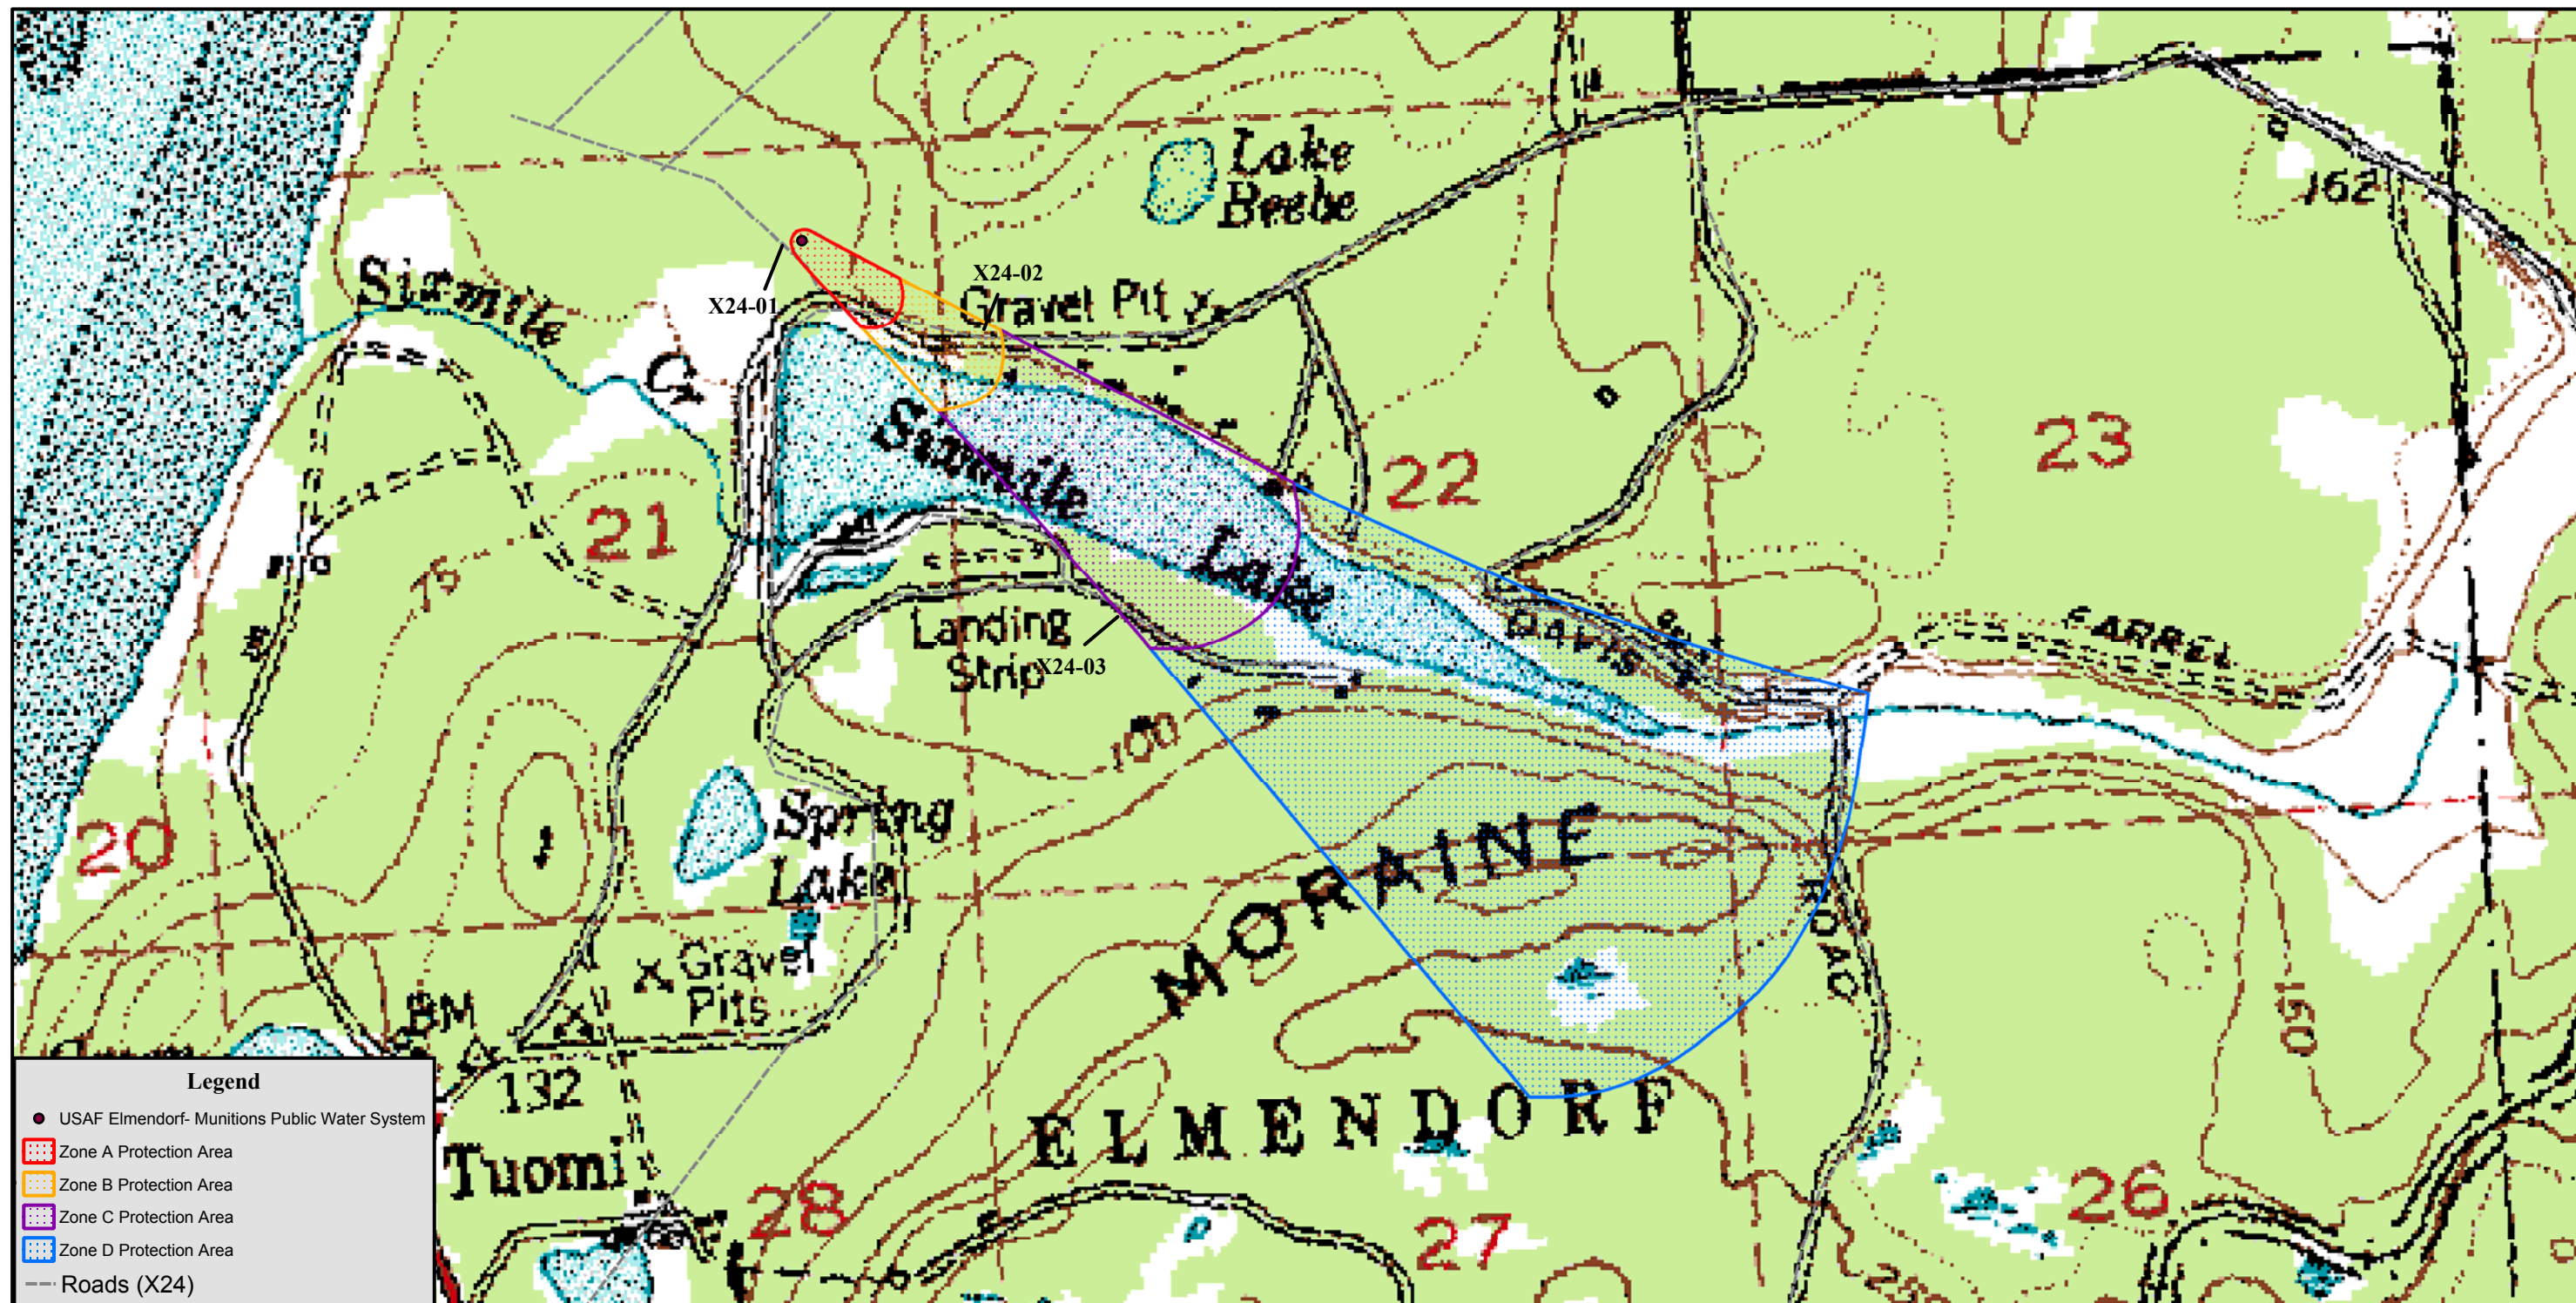 Lake
Beebe
162
X24-02
Sixmile
Cr
X24-01
Gravel Pit
23
22
Sixmile
Lake
21
75
Landing
Strip
X24-03
DAVIS
FARREL
100
Spring
Lake
20
MORAINE
ROAD
Gravel
Pits
BM
132
150
ELMENDORF
Tuomi
28
27
26
Legend
USAF Elmendorf- Munitions Public Water System
Zone A Protection Area
Zone B Protection Area
Zone C Protection Area
Zone D Protection Area
Roads (X24)